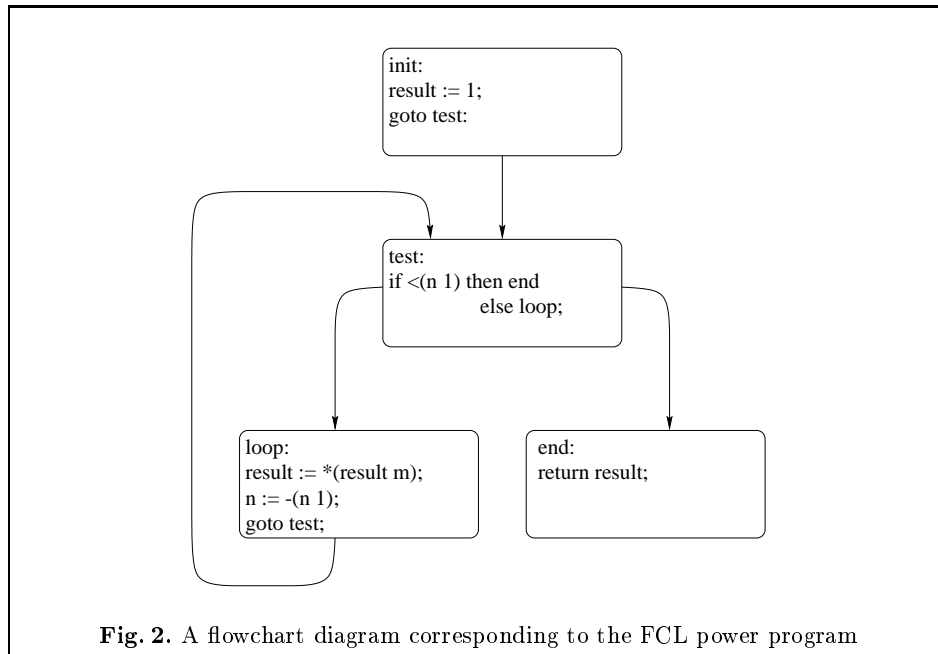 init:
result := 1;
goto test:
test:
if <(n 1) then end
else loop;
loop:
result := *(result m);
n := -(n 1);
goto test;
end:
return result;
Fig. 2. A flowchart diagram corresponding to the FCL power program